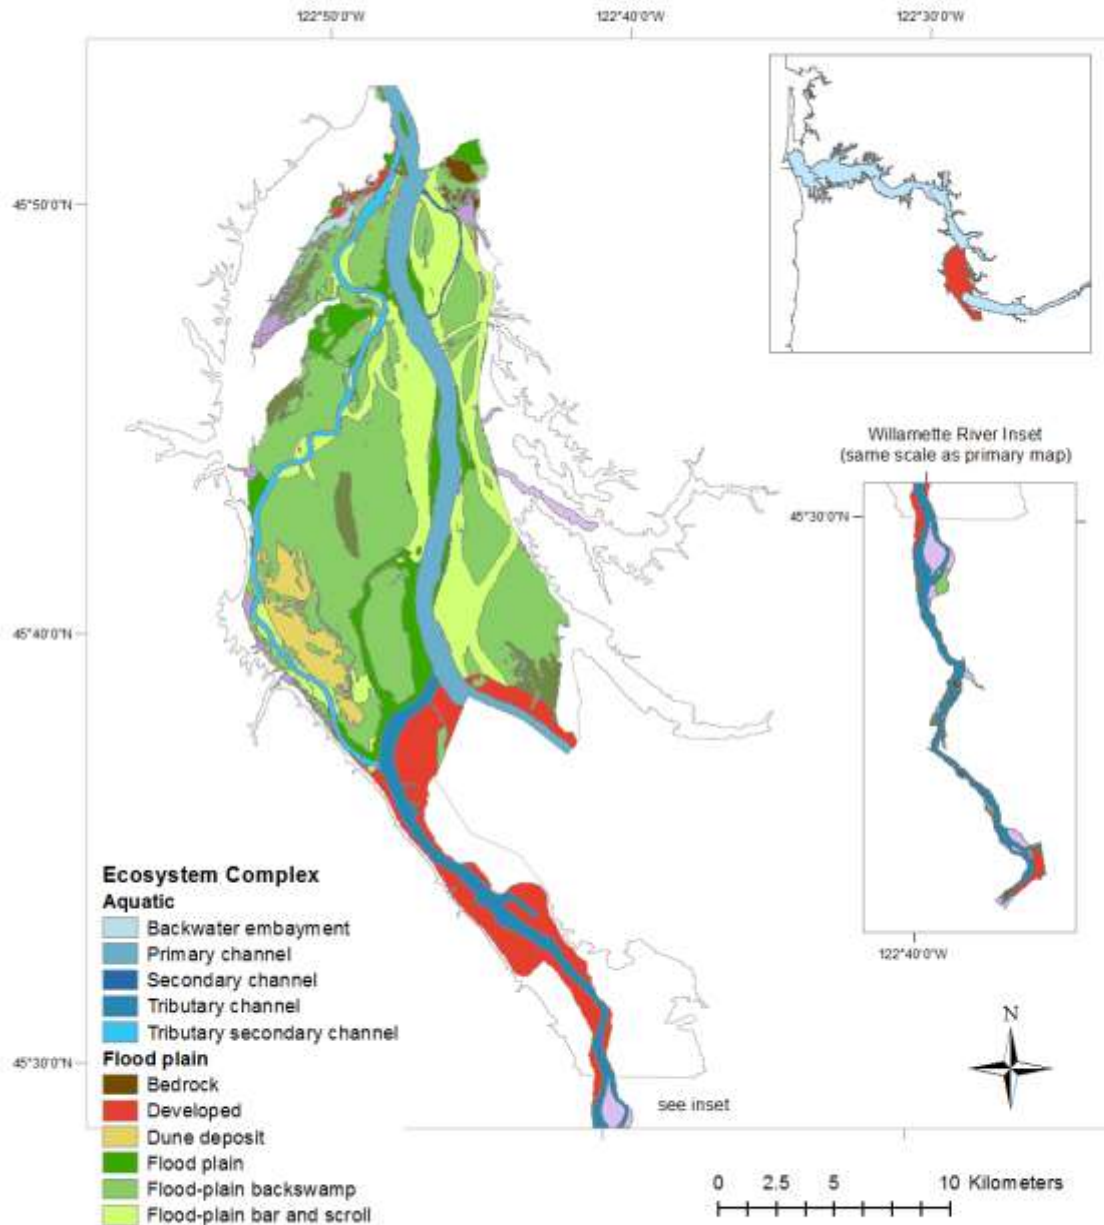 122°50'0"W 122°40'0"W 122°30'0"W
45°50'0"N
Willamette River Inset
(same scale as primary map)
45°30'0"N
45°40'0"N
122°40'0"W
Ecosystem Complex
Aquatic
Backwater embayment
Primary channel
Secondary channel
Tributary channel
Tributary secondary channel
N
45°30'0"N
Flood plain
see inset
Bedrock
Developed
Dune deposit
Flood plain
Flood-plain backswamp
Flood-plain bar and scroll
0 2.5 5 10 Kilometers